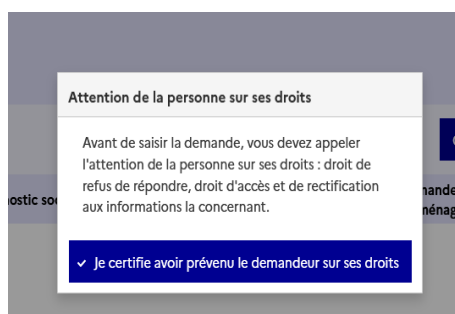 Attention de la personne sur ses droits
Avant de saisir la demande, vous devez appeler
l'attention de la personne sur ses droits : droit de
refus de répondre, droit d'accès et de rectification
aux informations la concernant.
✓ Je certifie avoir prévenu le demandeur sur ses droits